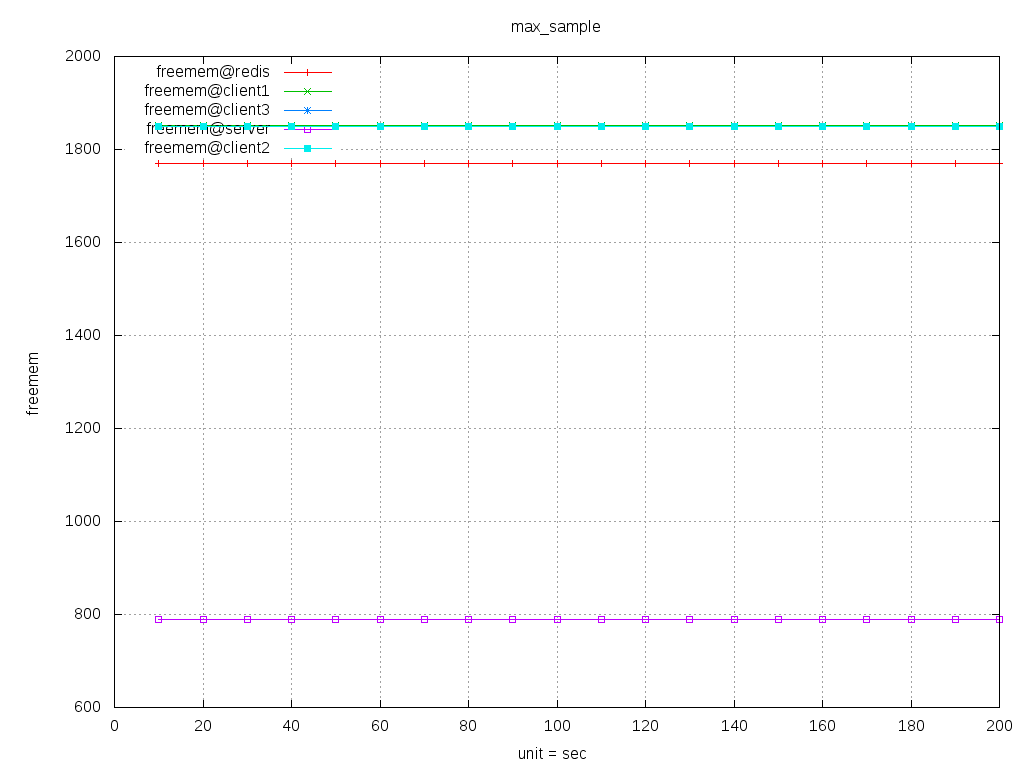 max_sample
2000
1800
1600
1400
1200
1000
800
600
freemem
freemem@redis
freemem@client1
freemem@client3
freemem@server
freemem@client2
0 20 40 60 80 100 120 140 160 180 200
unit = sec